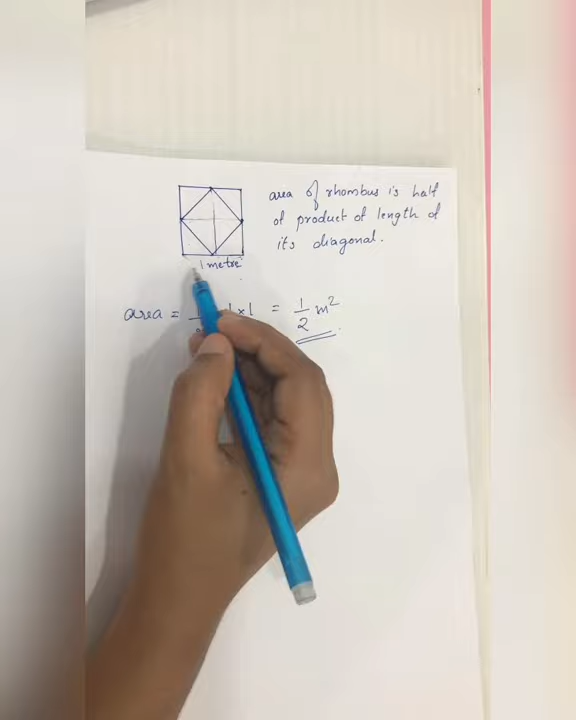 area of rhombus is half
of product of length of
its diagonal.
1 metre
area = 1 × 1 = 1/2 m²